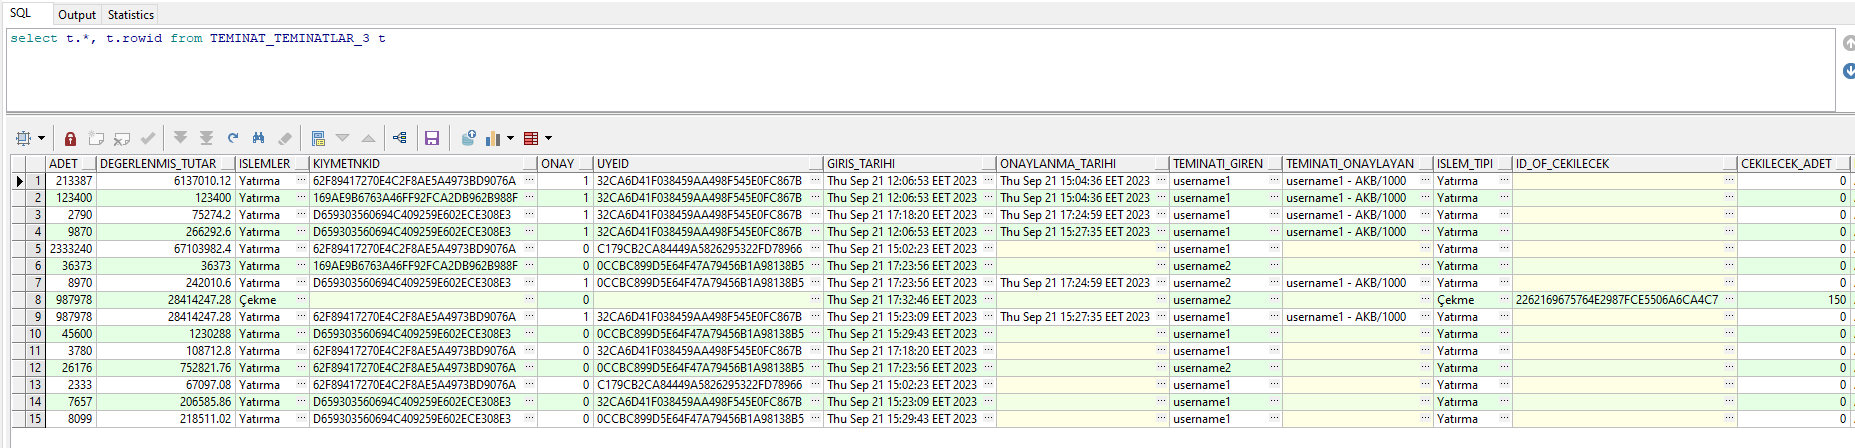 SQL Output Statistics
select t.*, t.rowid from TEMINAT_TEMINATLAR_3 t
ADET DEGERLENMIS_TUTAR ISLEMLER KIYMETNKID ONAY UYEID GIRIS_TARIHI ONAYLANMA_TARIHI TEMINATI_GIREN TEMINATI_ONAYLAYAN ISLEM_TIPI ID_OF_CEKILECEK CEKILECEK_ADET
1 213387 6137010.12 Yatırma 62F89417270E4C2F8AE5A4973BD9076A 1 32CA6D41F038459AA498F545E0FC867B Thu Sep 21 12:06:53 EET 2023 Thu Sep 21 15:04:36 EET 2023 username1 username1 - AKB/1000 Yatırma 0
2 123400 123400 Yatırma 169AE9B6763A46FF92FCA2DB962B988F 1 32CA6D41F038459AA498F545E0FC867B Thu Sep 21 12:06:53 EET 2023 Thu Sep 21 15:04:36 EET 2023 username1 username1 - AKB/1000 Yatırma 0
3 2790 75274.2 Yatırma D659303560694C409259E602ECE308E3 1 32CA6D41F038459AA498F545E0FC867B Thu Sep 21 17:18:20 EET 2023 Thu Sep 21 17:24:59 EET 2023 username1 username1 - AKB/1000 Yatırma 0
4 9870 266292.6 Yatırma D659303560694C409259E602ECE308E3 1 32CA6D41F038459AA498F545E0FC867B Thu Sep 21 12:06:53 EET 2023 Thu Sep 21 15:27:35 EET 2023 username1 username1 - AKB/1000 Yatırma 0
5 2333240 67103982.4 Yatırma 62F89417270E4C2F8AE5A4973BD9076A 0 C179CB2CA84449A5826295322FD78966 Thu Sep 21 15:02:23 EET 2023 username1 Yatırma 0
6 36373 36373 Yatırma 169AE9B6763A46FF92FCA2DB962B988F 0 0CCBC899D5E64F47A79456B1A98138B5 Thu Sep 21 17:23:56 EET 2023 username2 Yatırma 0
7 8970 242010.6 Yatırma D659303560694C409259E602ECE308E3 1 0CCBC899D5E64F47A79456B1A98138B5 Thu Sep 21 17:23:56 EET 2023 Thu Sep 21 17:24:59 EET 2023 username2 username1 - AKB/1000 Yatırma 0
8 987978 28414247.28 Çekme 0 Thu Sep 21 17:32:46 EET 2023 username2 Çekme 2262169675764E2987FCE5506A6CA4C7 150
9 987978 28414247.28 Yatırma 62F89417270E4C2F8AE5A4973BD9076A 1 32CA6D41F038459AA498F545E0FC867B Thu Sep 21 15:23:09 EET 2023 Thu Sep 21 15:27:35 EET 2023 username1 username1 - AKB/1000 Yatırma 0
10 45600 1230288 Yatırma D659303560694C409259E602ECE308E3 0 0CCBC899D5E64F47A79456B1A98138B5 Thu Sep 21 15:29:43 EET 2023 username1 Yatırma 0
11 3780 108712.8 Yatırma 62F89417270E4C2F8AE5A4973BD9076A 0 32CA6D41F038459AA498F545E0FC867B Thu Sep 21 17:18:20 EET 2023 username1 Yatırma 0
12 26176 752821.76 Yatırma 62F89417270E4C2F8AE5A4973BD9076A 0 0CCBC899D5E64F47A79456B1A98138B5 Thu Sep 21 17:23:56 EET 2023 username2 Yatırma 0
13 2333 67097.08 Yatırma 62F89417270E4C2F8AE5A4973BD9076A 0 C179CB2CA84449A5826295322FD78966 Thu Sep 21 15:02:23 EET 2023 username1 Yatırma 0
14 7657 206585.86 Yatırma D659303560694C409259E602ECE308E3 0 32CA6D41F038459AA498F545E0FC867B Thu Sep 21 15:23:09 EET 2023 username1 Yatırma 0
15 8099 218511.02 Yatırma D659303560694C409259E602ECE308E3 0 0CCBC899D5E64F47A79456B1A98138B5 Thu Sep 21 15:29:43 EET 2023 username1 Yatırma 0